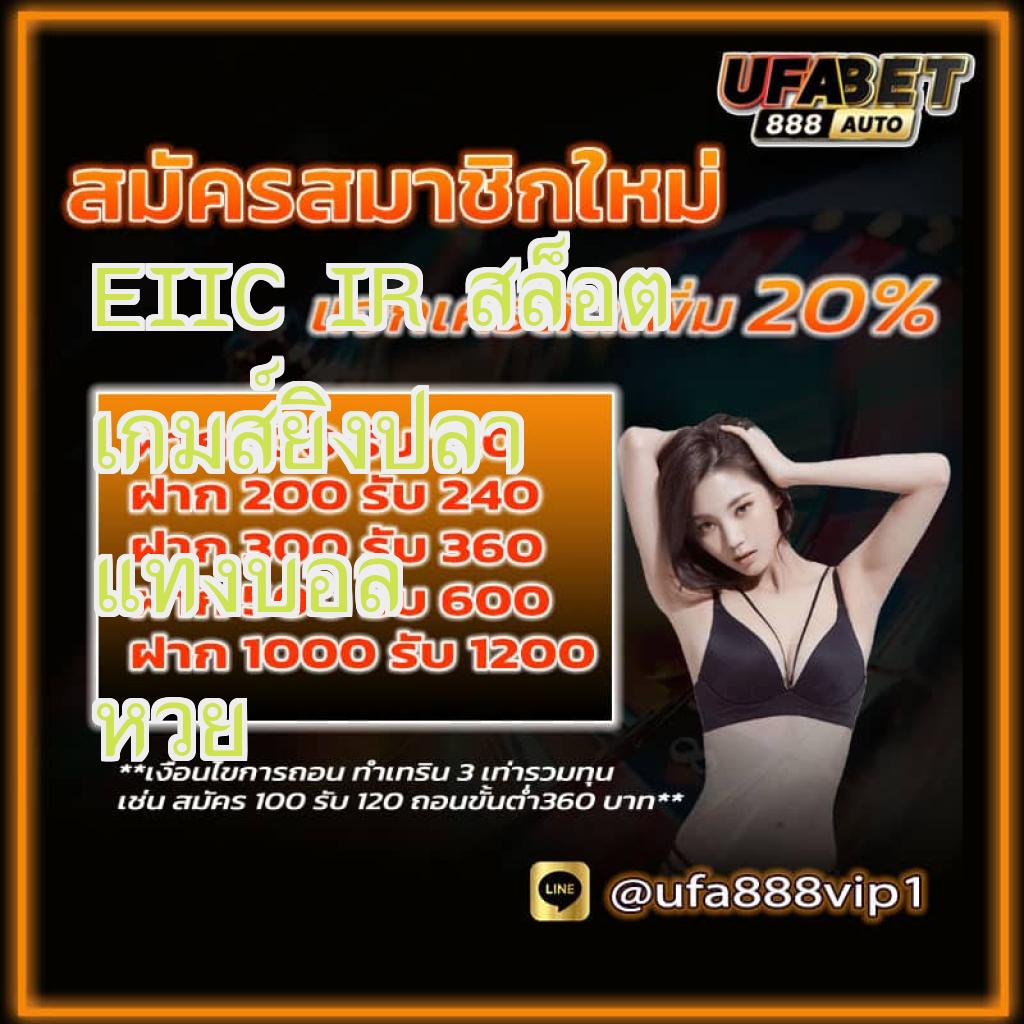 UFABET
888 AUTO
สมัครสมาชิกใหม่
EIIC IR สล็อต
20%
เกมส์ยิงปลา
ฝาก 200 รับ 240
ฝาก 300 รับ 360
แทงบอล
600
ฝาก 1000 รับ 1200
หวย
**เงื่อนไขการถอน ทำเทริน 3 เท่ารวมทุน
เช่น สมัคร 100 รับ 120 ถอนขั้นต่ำ360 บาท**
LINE @ufa888vip1